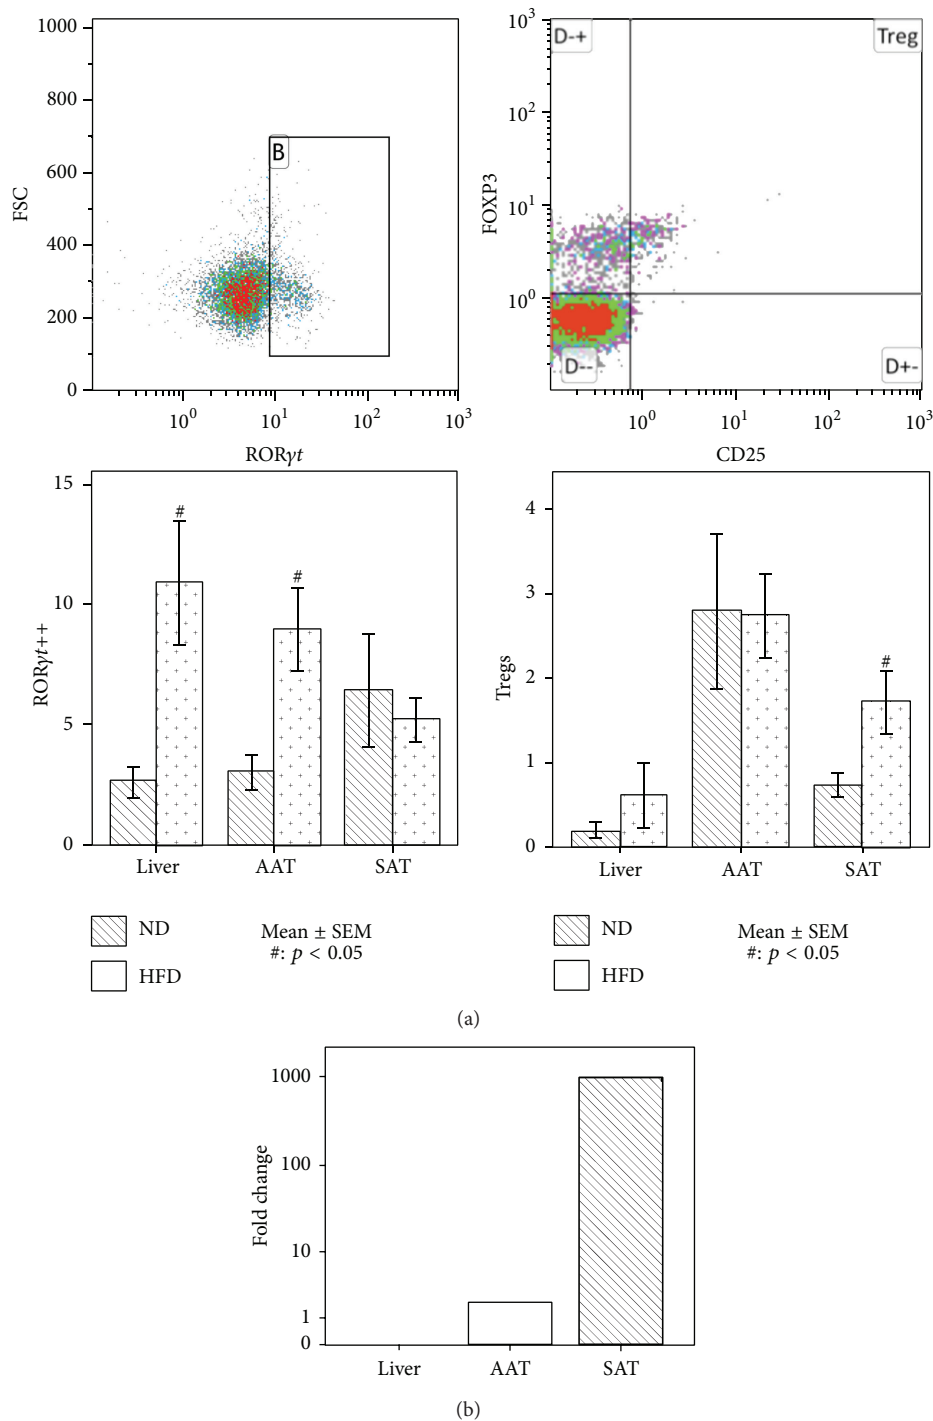 1000
800
600
400
200
0
FSC
B
10⁰
10¹
10²
10³
RORγt
10³
10²
10¹
10⁰
FOXP3
D-+
Treg
D--
D+-
10⁰
10¹
10²
10³
CD25
15
10
5
0
RORγt++
#
#
Liver
AAT
SAT
ND
HFD
Mean ± SEM
#: p < 0.05
4
3
2
1
0
Tregs
#
Liver
AAT
SAT
ND
HFD
Mean ± SEM
#: p < 0.05
(a)
1000
100
10
1
0
Fold change
Liver
AAT
SAT
(b)